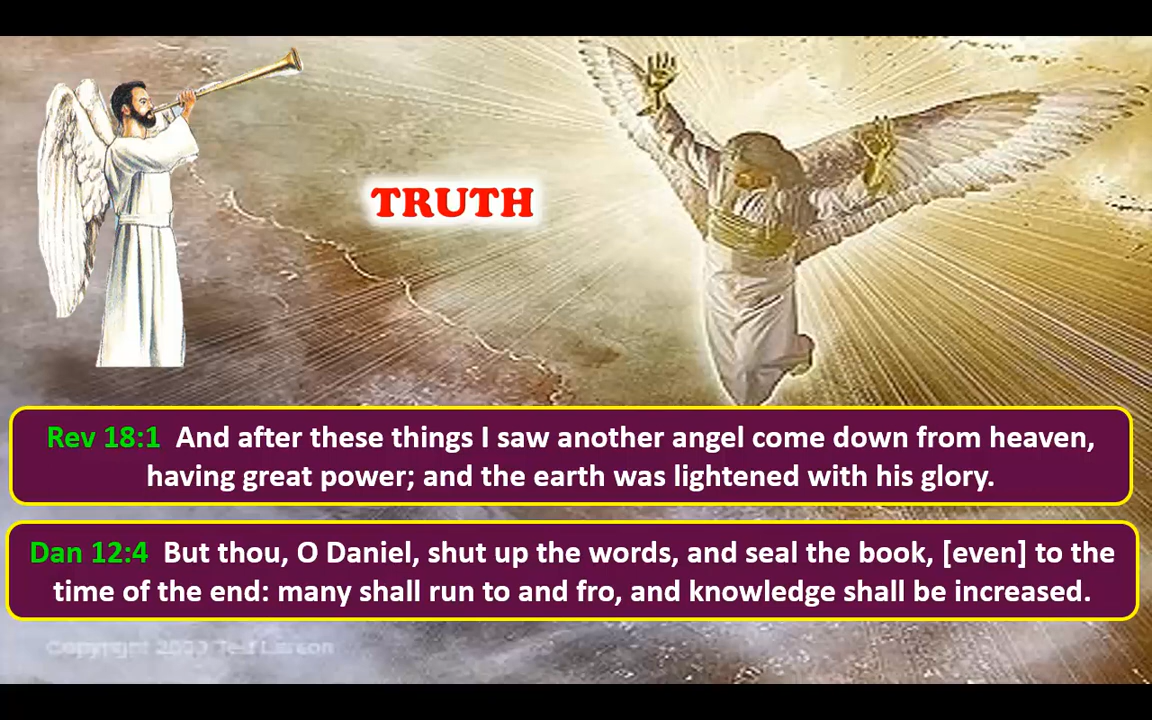 TRUTH
Rev 18:1 And after these things I saw another angel come down from heaven,
having great power; and the earth was lightened with his glory.
Dan 12:4 But thou, O Daniel, shut up the words, and seal the book, [even] to the
time of the end: many shall run to and fro, and knowledge shall be increased.
Copyright